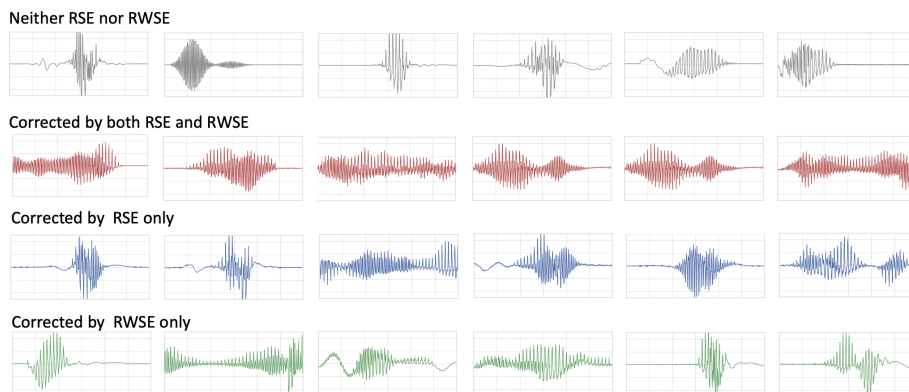 Neither RSE nor RWSE
Corrected by both RSE and RWSE
Corrected by RSE only
Corrected by RWSE only